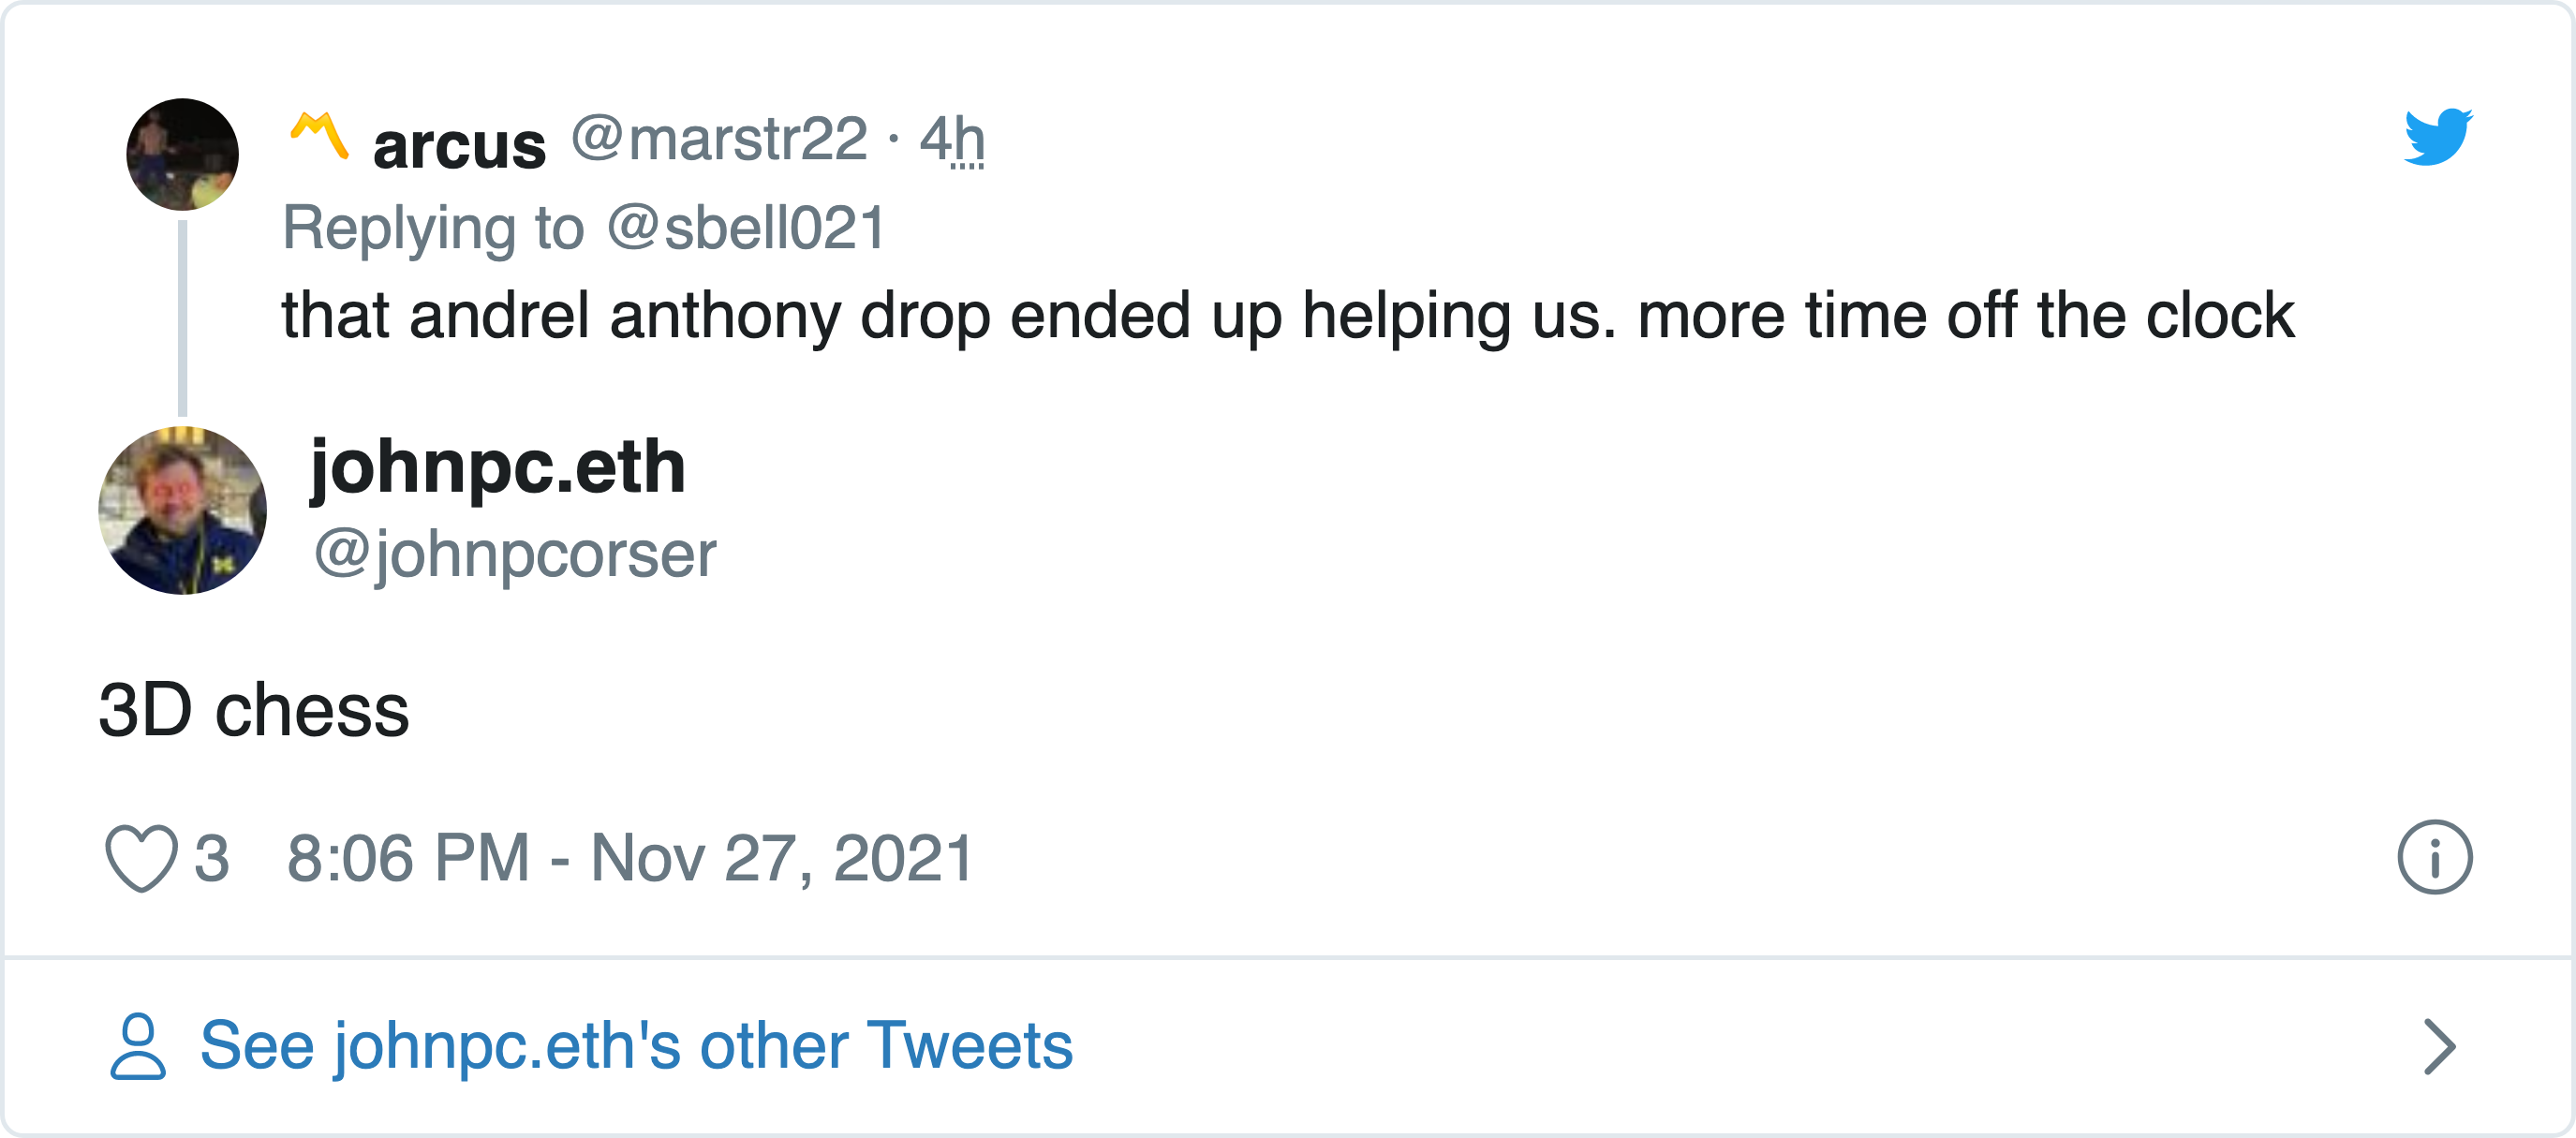 〽️ arcus @marstr22 · 4h
Replying to @sbell021
that andrel anthony drop ended up helping us. more time off the clock
johnpc.eth
@johnpcorser
3D chess
3 8:06 PM - Nov 27, 2021
See johnpc.eth's other Tweets